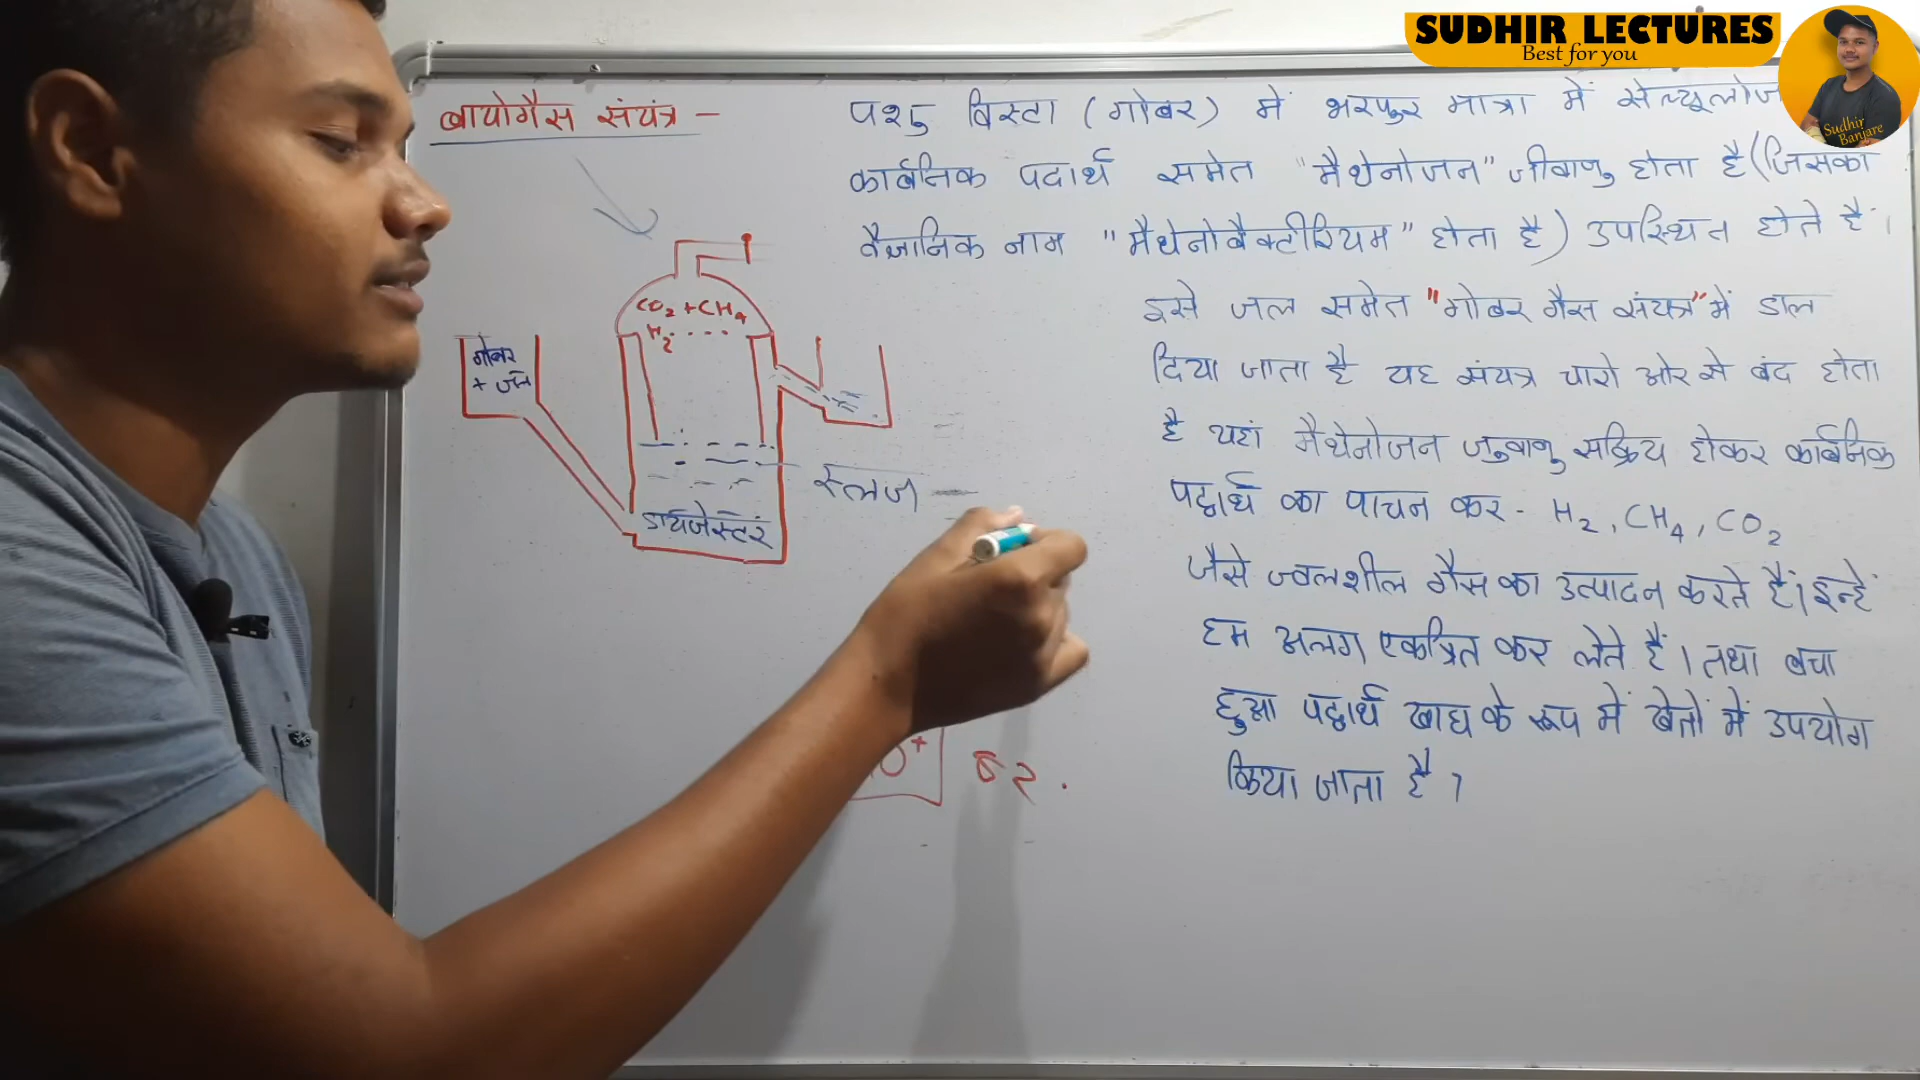 SUDHIR LECTURES
Best for you
Sudhir
Banjare
बायोगैस संयंत्र -
पशु बिस्टा (गोबर) में भरपुर मात्रा में सेल्यूलोज
कार्बनिक पदार्थ समेत "मैथेनोजन" जीवाणु होता है (जिसका
वैज्ञानिक नाम "मैथेनोबैक्टीरियम" होता है) उपस्थित होते हैं।
इसे जल समेत "गोबर गैस संयंत्र" में डाल
दिया जाता है यह संयंत्र चारो ओर से बंद होता
है यहां मैथेनोजन जुवाणु सक्रिय होकर कार्बनिक
पदार्थ का पाचन कर - H2, CH4, CO2
जैसे ज्वलशील गैस का उत्पादन करते हैं। इन्हें
हम अलग एकत्रित कर लेते हैं। तथा बचा
हुआ पदार्थ खाद्य के रूप में खेतों में उपयोग
किया जाता है।
CO2 + CH4
H2 ....
गोबर
+ जल
स्लज
डायजेस्टर